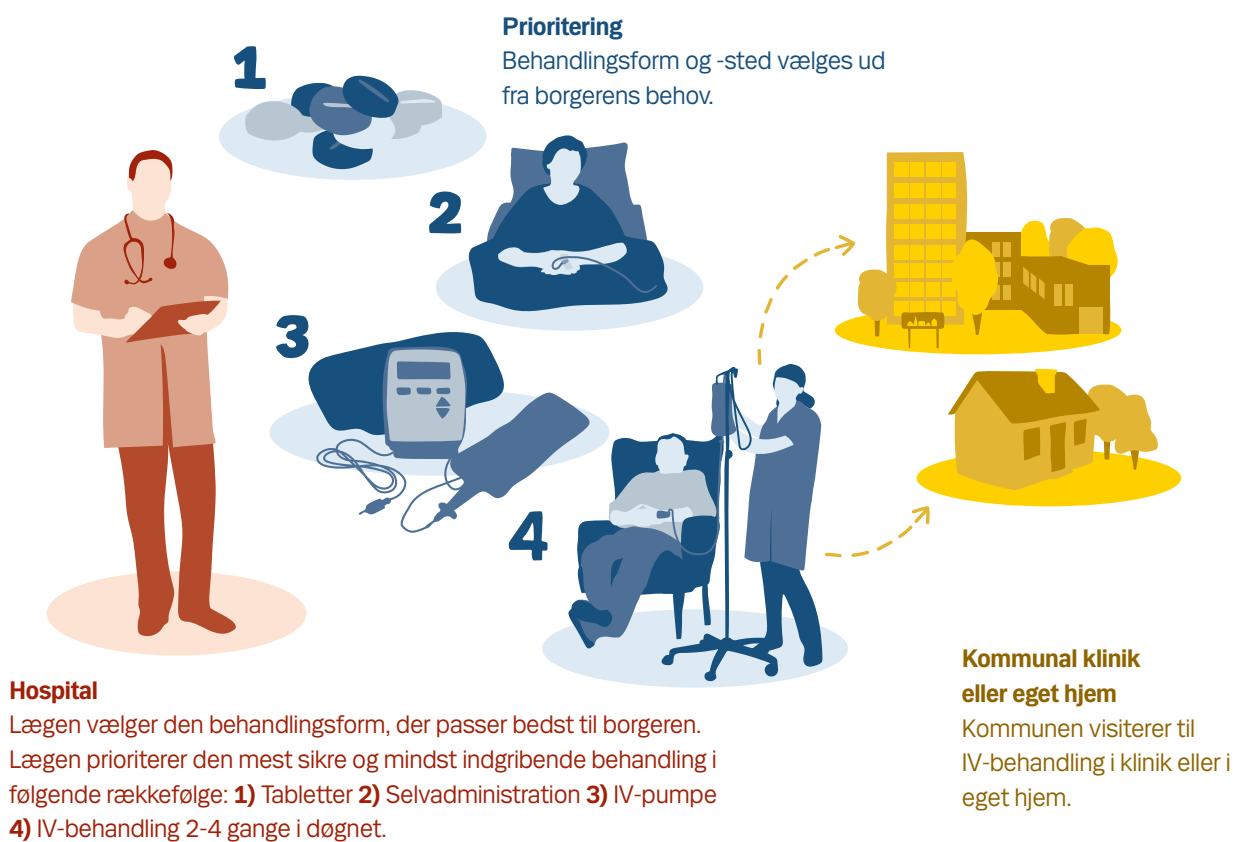 Prioritering
Behandlingsform og -sted vælges ud
fra borgerens behov.
1
2
3
4
Hospital
Lægen vælger den behandlingsform, der passer bedst til borgeren.
Lægen prioriterer den mest sikre og mindst indgribende behandling i
følgende rækkefølge: 1) Tabletter 2) Selvadministration 3) IV-pumpe
4) IV-behandling 2-4 gange i døgnet.
Kommunal klinik
eller eget hjem
Kommunen visiterer til
IV-behandling i klinik eller i
eget hjem.